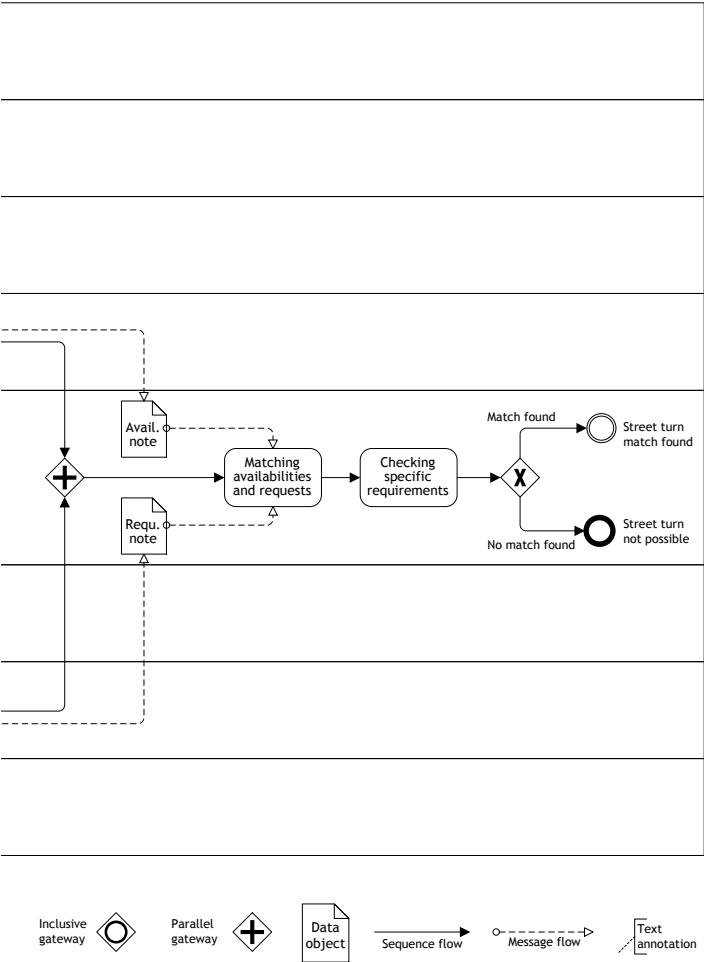 Match found
Street turn
match found
Avail.
note
Matching
availabilities
and requests
Checking
specific
requirements
X
Requ.
note
No match found
Street turn
not possible
Inclusive
gateway
Parallel
gateway
Data
object
Sequence flow
Message flow
Text
annotation